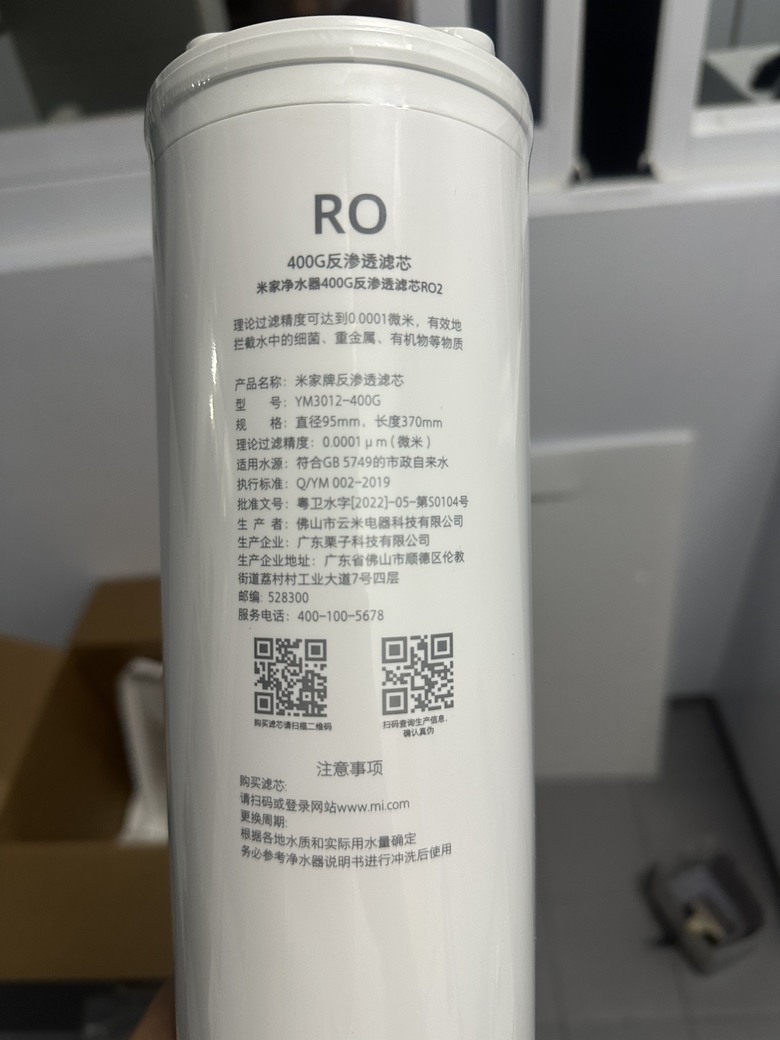 RO
400G反渗透滤芯
米家净水器400G反渗透滤芯RO2
理论过滤精度可达到0.0001微米，有效地
拦截水中的细菌、重金属、有机物等物质
产品名称：米家牌反渗透滤芯
型　　号：YM3012-400G
规　　格：直径95mm，长度370mm
理论过滤精度：0.0001μm(微米)
适用水源：符合GB 5749的市政自来水
执行标准：Q/YM 002-2019
批准文号：粤卫水字[2022]-05-第S0104号
生 产 者：佛山市云米电器科技有限公司
生产企业：广东栗子科技有限公司
生产企业地址：广东省佛山市顺德区伦教
街道荔村村工业大道7号四层
邮编: 528300
服务电话：400-100-5678
购买滤芯请扫描二维码
扫码查询生产信息，
确认真伪
注意事项
购买滤芯:
请扫码或登录网站www.mi.com
更换周期:
根据各地水质和实际用水量确定
务必参考净水器说明书进行冲洗后使用